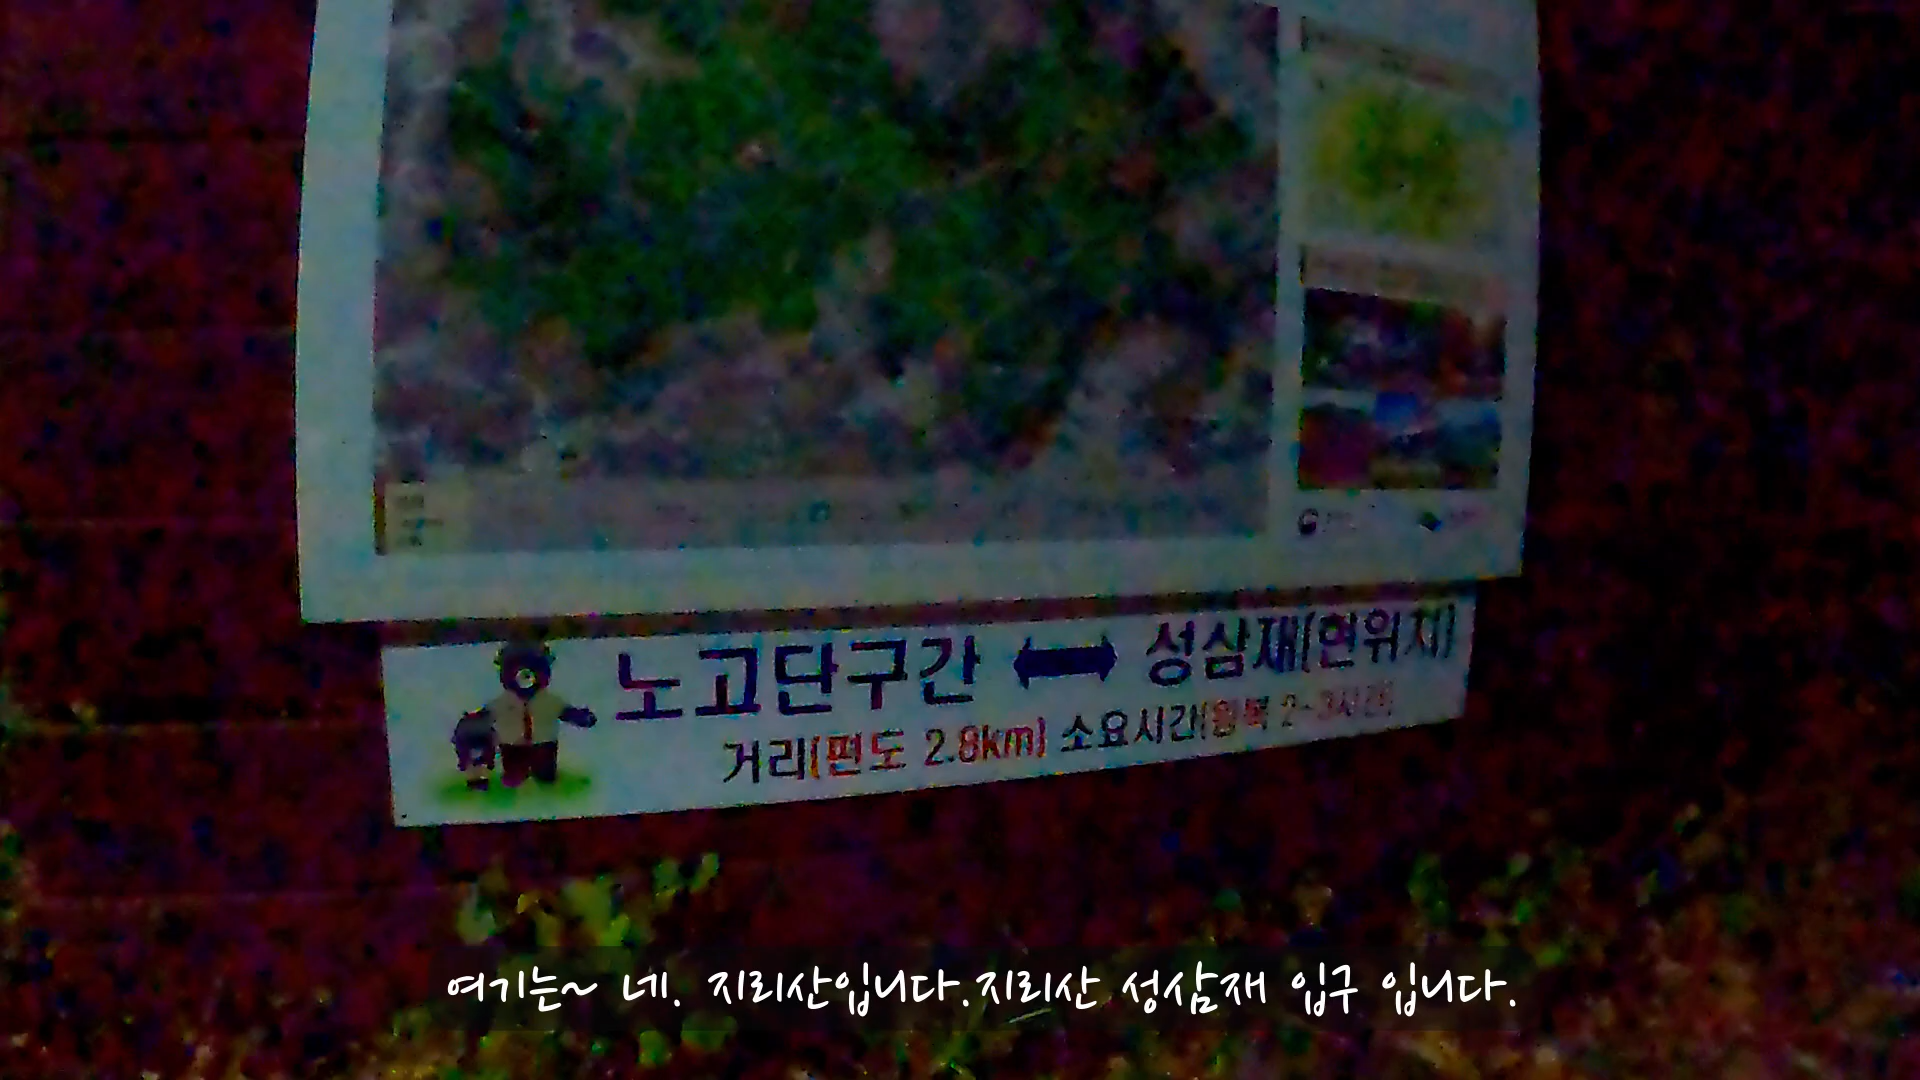 노고단구간 ↔ 성삼재(현위치)
거리(편도 2.8km) 소요시간(왕복 2~3시간)
여기는~ 네. 지리산입니다.지리산 성삼재 입구 입니다.